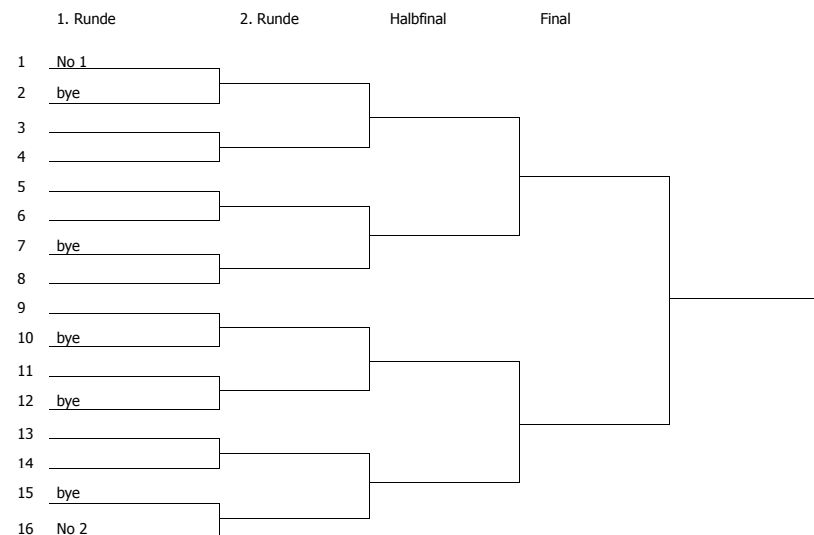 1. Runde 2. Runde Halbfinal Final
1 No 1
2 bye
3
4
5
6
7 bye
8
9
10 bye
11
12 bye
13
14
15 bye
16 No 2